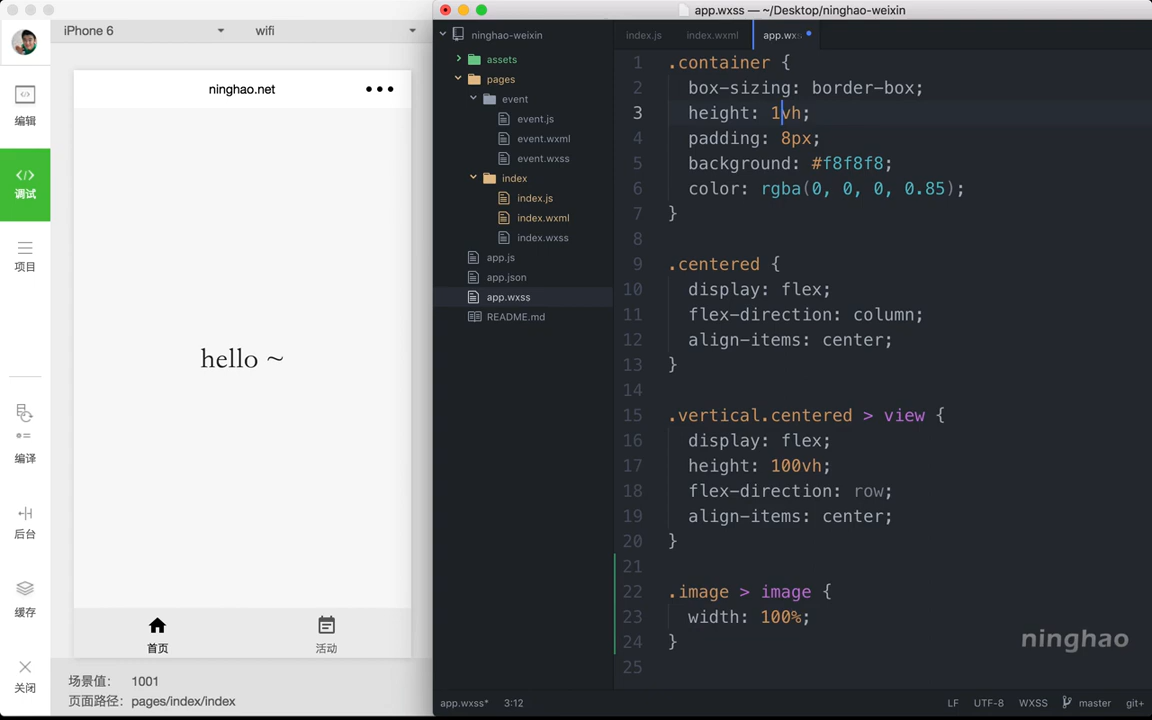 iPhone 6
wifi
编辑
调试
项目
编译
后台
缓存
关闭
ninghao.net
hello ~
首页
活动
场景值： 1001
页面路径： pages/index/index
app.wxss — ~/Desktop/ninghao-weixin
ninghao-weixin
assets
pages
event
event.js
event.wxml
event.wxss
index
index.js
index.wxml
index.wxss
app.js
app.json
app.wxss
README.md
index.js
index.wxml
app.wxs
1 .container {
2 box-sizing: border-box;
3 height: 1vh;
4 padding: 8px;
5 background: #f8f8f8;
6 color: rgba(0, 0, 0, 0.85);
7 }
8
9 .centered {
10 display: flex;
11 flex-direction: column;
12 align-items: center;
13 }
14
15 .vertical.centered > view {
16 display: flex;
17 height: 100vh;
18 flex-direction: row;
19 align-items: center;
20 }
21
22 .image > image {
23 width: 100%;
24 }
25
ninghao
app.wxss* 3:12
LF UTF-8 WXSS master git+